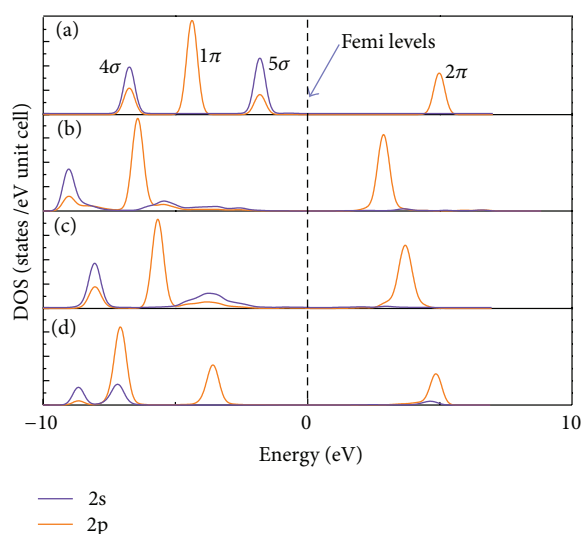 (a)
4σ
1π
5σ
Femi levels
2π
(b)
(c)
(d)
DOS (states /eV unit cell)
−10
0
10
Energy (eV)
2s
2p